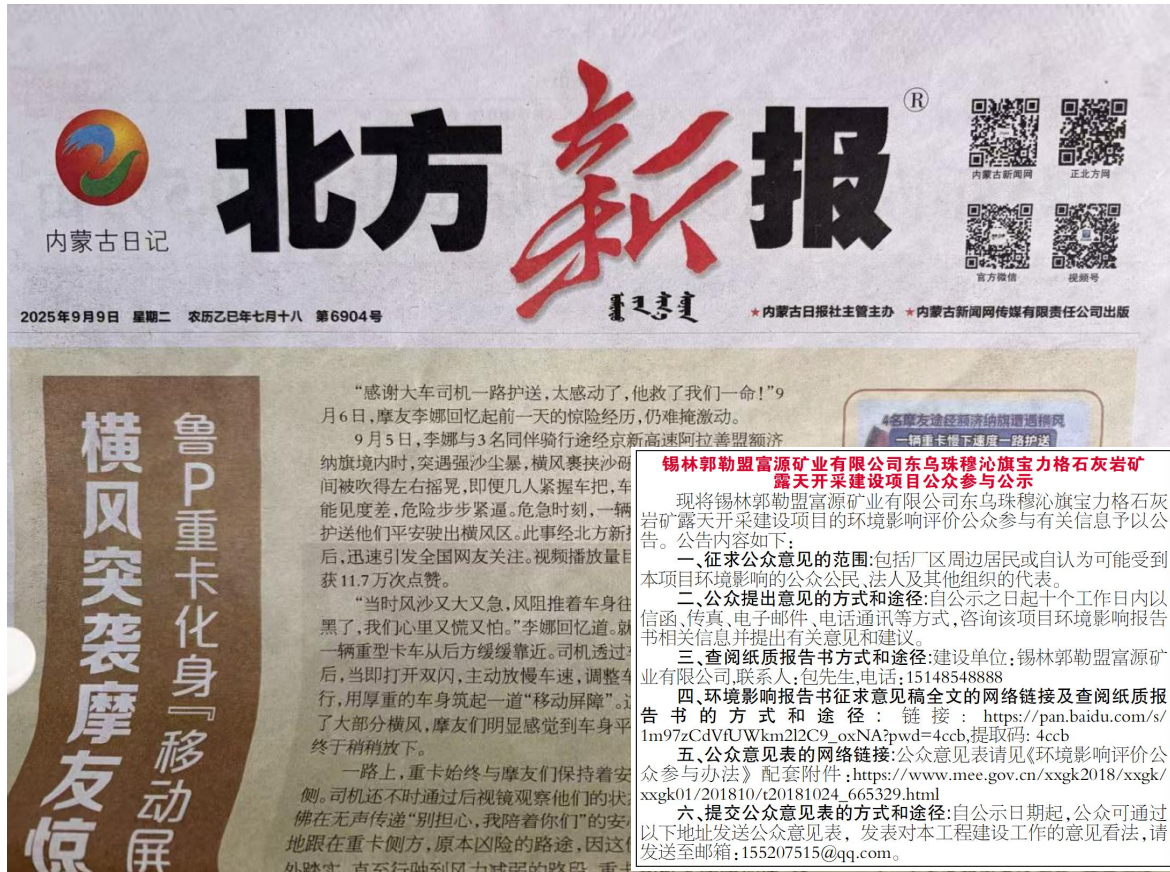 北方新报®
内蒙古日记
内蒙古新闻网
正北方网
官方微信
视频号
2025年9月9日 星期二 农历乙巳年七月十八 第6904号
★内蒙古日报社主管主办 ★内蒙古新闻网传媒有限责任公司出版
鲁P重卡化身“移动屏
横风突袭摩友惊
“感谢大车司机一路护送，太感动了，他救了我们一命！”9
月6日，摩友李娜回忆起前一天的惊险经历，仍难掩激动。
9月5日，李娜与3名同伴骑行途经京新高速阿拉善盟额济
纳旗境内时，突遇强沙尘暴，横风裹挟沙
间被吹得左右摇晃，即便几人紧握车把，车
能见度差，危险步步紧逼。危急时刻，一辆
护送他们平安驶出横风区。此事经北方新
后，迅速引发全国网友关注。视频播放量
获11.7万次点赞。
“当时风沙又大又急，风阻推着车身往
黑了，我们心里又慌又怕。”李娜回忆道。就
一辆重型卡车从后方缓缓靠近。司机透过
后，当即打开双闪，主动放慢车速，调整
行，用厚重的车身筑起一道“移动屏障”。
了大部分横风，摩友们明显感觉到车身平
终于稍稍放下。
一路上，重卡始终与摩友们保持着安
侧。司机还不时通过后视镜观察他们的状
佛在无声传递“别担心，我陪着你们”的安
地跟在重卡侧方，原本凶险的路途，因这
外踏实。直至行驶到风力减弱的路段，重卡
4名摩友途经额济纳旗遭遇横风
一辆重卡慢下速度一路护送
锡林郭勒盟富源矿业有限公司东乌珠穆沁旗宝力格石灰岩矿
露天开采建设项目公众参与公示
现将锡林郭勒盟富源矿业有限公司东乌珠穆沁旗宝力格石灰
岩矿露天开采建设项目的环境影响评价公众参与有关信息予以公
告。公告内容如下：
一、征求公众意见的范围：包括厂区周边居民或自认为可能受到
本项目环境影响的公众公民、法人及其他组织的代表。
二、公众提出意见的方式和途径：自公示之日起十个工作日内以
信函、传真、电子邮件、电话通讯等方式，咨询该项目环境影响报告
书相关信息并提出有关意见和建议。
三、查阅纸质报告书方式和途径：建设单位：锡林郭勒盟富源矿
业有限公司，联系人：包先生，电话：15148548888
四、环境影响报告书征求意见稿全文的网络链接及查阅纸质报
告书的方式和途径：链接：https://pan.baidu.com/s/
1m97zCdVfUWkm2l2C9_oxNA?pwd=4ccb,提取码: 4ccb
五、公众意见表的网络链接：公众意见表请见《环境影响评价公
众参与办法》配套附件：https://www.mee.gov.cn/xxgk2018/xxgk/
xxgk01/201810/t20181024_665329.html
六、提交公众意见表的方式和途径：自公示日期起，公众可通过
以下地址发送公众意见表，发表对本工程建设工作的意见看法，请
发送至邮箱：155207515@qq.com。